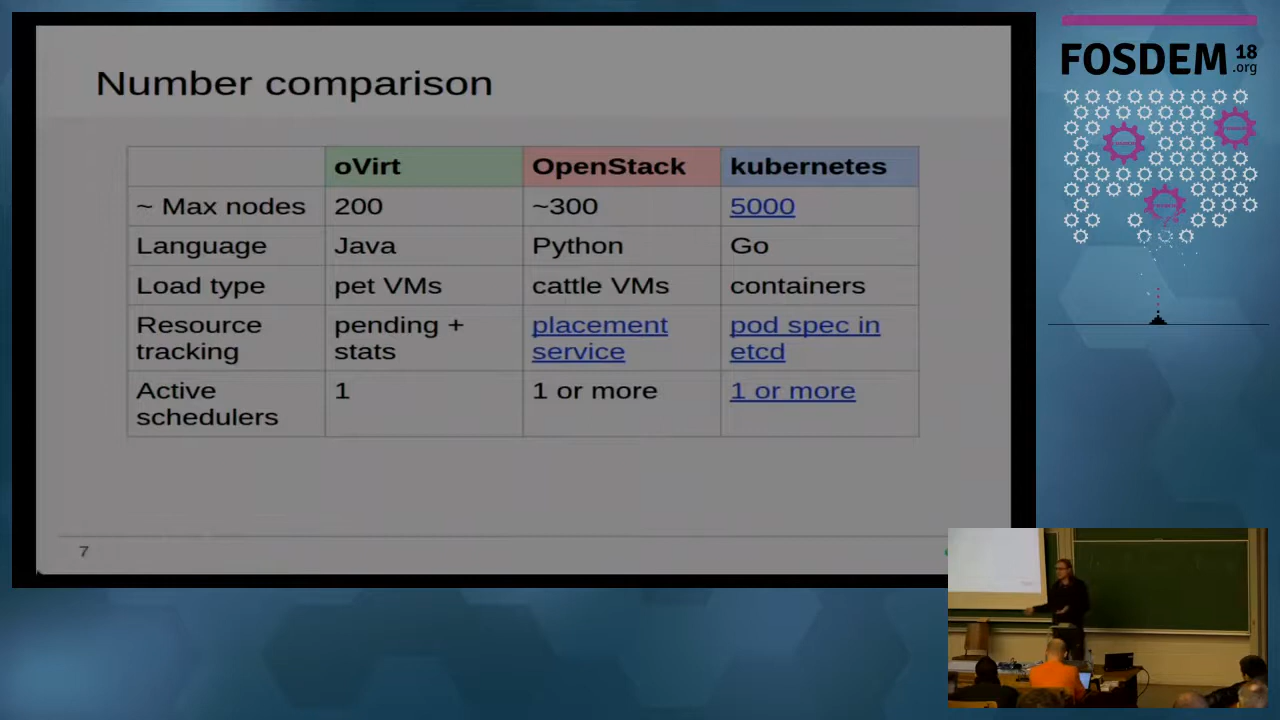 Number comparison
oVirt OpenStack kubernetes
~ Max nodes 200 ~300 5000
Language Java Python Go
Load type pet VMs cattle VMs containers
Resource tracking pending + stats placement service pod spec in etcd
Active schedulers 1 1 or more 1 or more
7
FOSDEM 18
.org